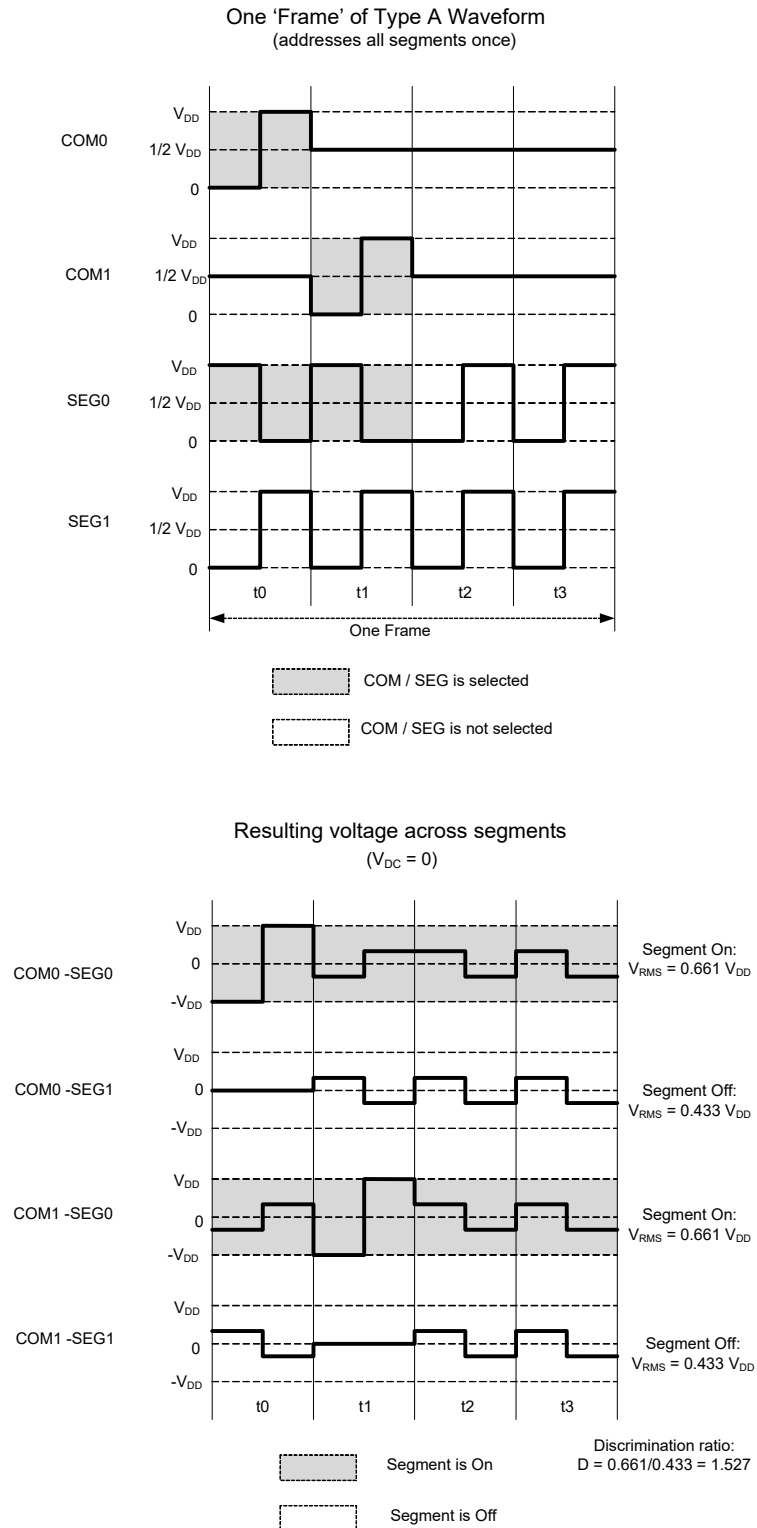 One ‘Frame’ of Type A Waveform
(addresses all segments once)
COM0
VDD
1/2 VDD
0
COM1
VDD
1/2 VDD
0
SEG0
VDD
1/2 VDD
0
SEG1
VDD
1/2 VDD
0
t0 t1 t2 t3
One Frame
COM / SEG is selected
COM / SEG is not selected
Resulting voltage across segments
(VDC = 0)
COM0 -SEG0
VDD
0
-VDD
Segment On:
VRMS = 0.661 VDD
COM0 -SEG1
VDD
0
-VDD
Segment Off:
VRMS = 0.433 VDD
COM1 -SEG0
VDD
0
-VDD
Segment On:
VRMS = 0.661 VDD
COM1 -SEG1
VDD
0
-VDD
Segment Off:
VRMS = 0.433 VDD
t0 t1 t2 t3
Segment is On
Segment is Off
Discrimination ratio:
D = 0.661/0.433 = 1.527